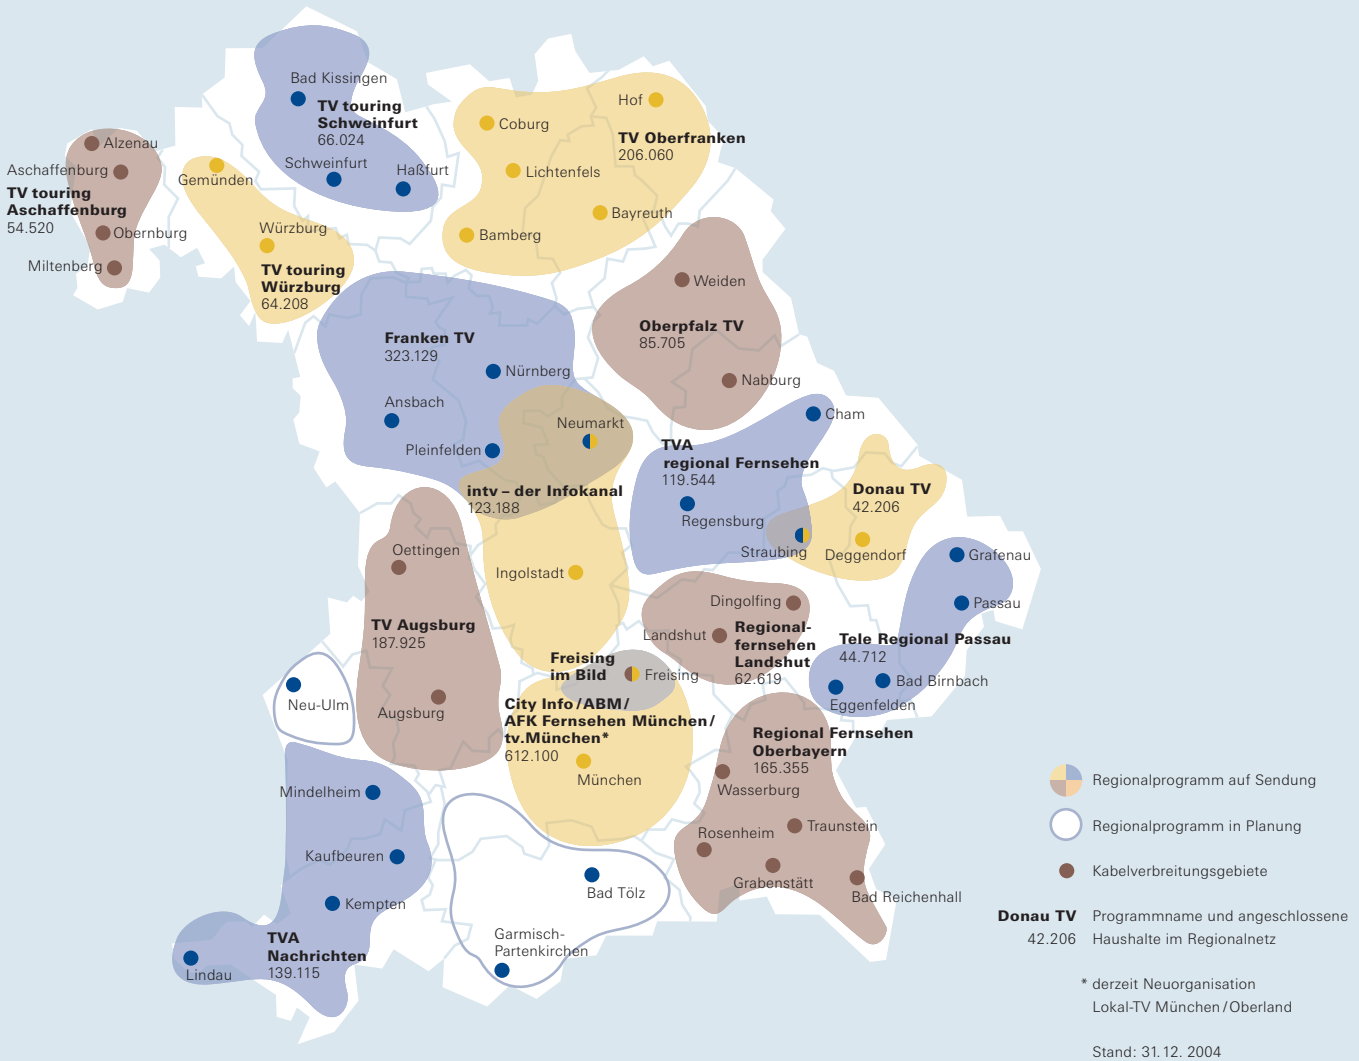 Bad Kissingen
TV touring
Schweinfurt
66.024
Schweinfurt
Haßfurt
Hof
Coburg
TV Oberfranken
206.060
Lichtenfels
Bayreuth
Bamberg
Alzenau
Aschaffenburg
TV touring
Aschaffenburg
54.520
Obernburg
Miltenberg
Gemünden
Würzburg
TV touring
Würzburg
64.208
Weiden
Oberpfalz TV
85.705
Nabburg
Franken TV
323.129
Nürnberg
Ansbach
Pleinfelden
Neumarkt
Cham
TVA
regional Fernsehen
119.544
Regensburg
Straubing
Donau TV
42.206
Deggendorf
intv – der Infokanal
123.188
Ingolstadt
Oettingen
TV Augsburg
187.925
Augsburg
Grafenau
Passau
Tele Regional Passau
44.712
Bad Birnbach
Eggenfelden
Dingolfing
Landshut
Regional-
fernsehen
Landshut
62.619
Freising
im Bild
Freising
City Info/ABM/
AFK Fernsehen München/
tv.München*
612.100
München
Neu-Ulm
Regional Fernsehen
Oberbayern
165.355
Wasserburg
Rosenheim
Traunstein
Grabenstätt
Bad Reichenhall
Mindelheim
Kaufbeuren
Kempten
TVA
Nachrichten
139.115
Lindau
Bad Tölz
Garmisch-
Partenkirchen
Regionalprogramm auf Sendung
Regionalprogramm in Planung
Kabelverbreitungsgebiete
Donau TV Programmname und angeschlossene
42.206 Haushalte im Regionalnetz
* derzeit Neuorganisation
Lokal-TV München/Oberland
Stand: 31.12. 2004